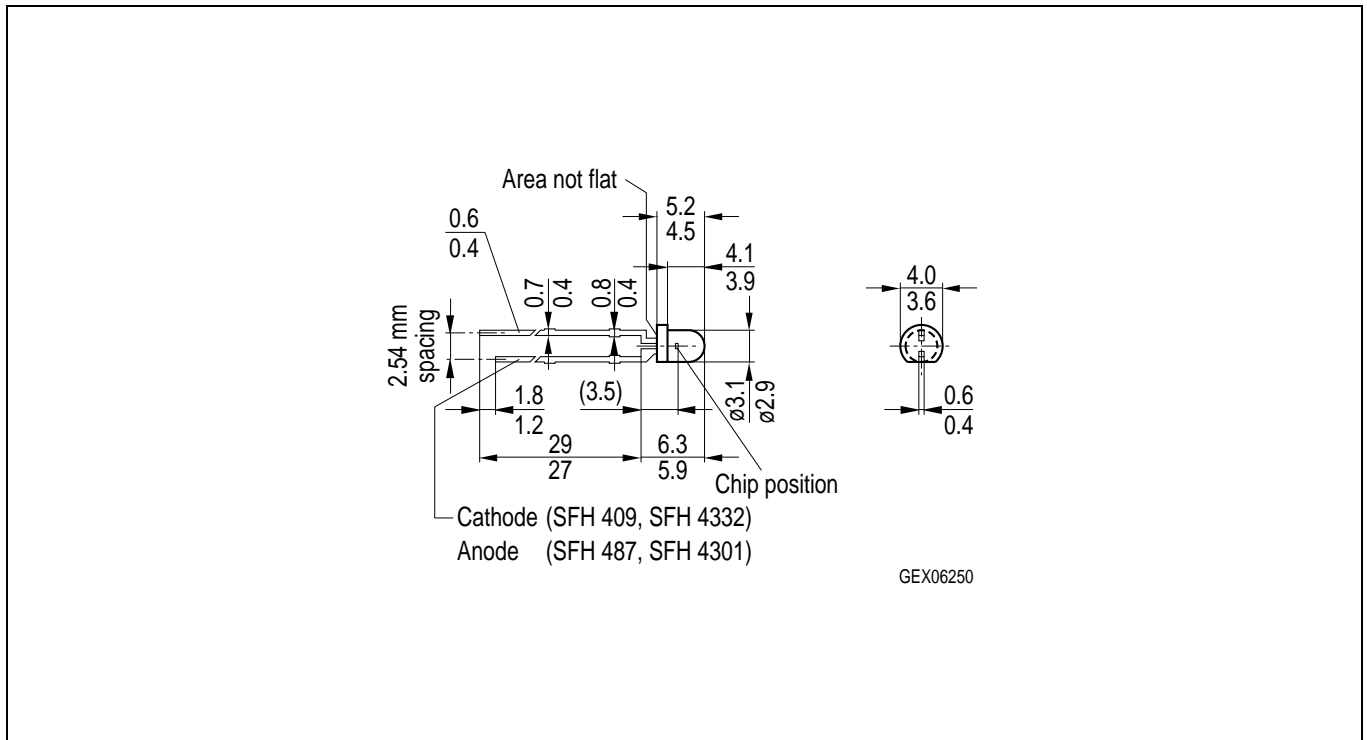 Area not flat
5.2
4.5
0.6
0.4
4.1
3.9
4.0
3.6
0.7
0.4
0.8
0.4
2.54 mm
spacing
(3.5)
ø3.1
ø2.9
1.8
1.2
0.6
0.4
29
27
6.3
5.9
Chip position
Cathode (SFH 409, SFH 4332)
Anode (SFH 487, SFH 4301)
GEX06250